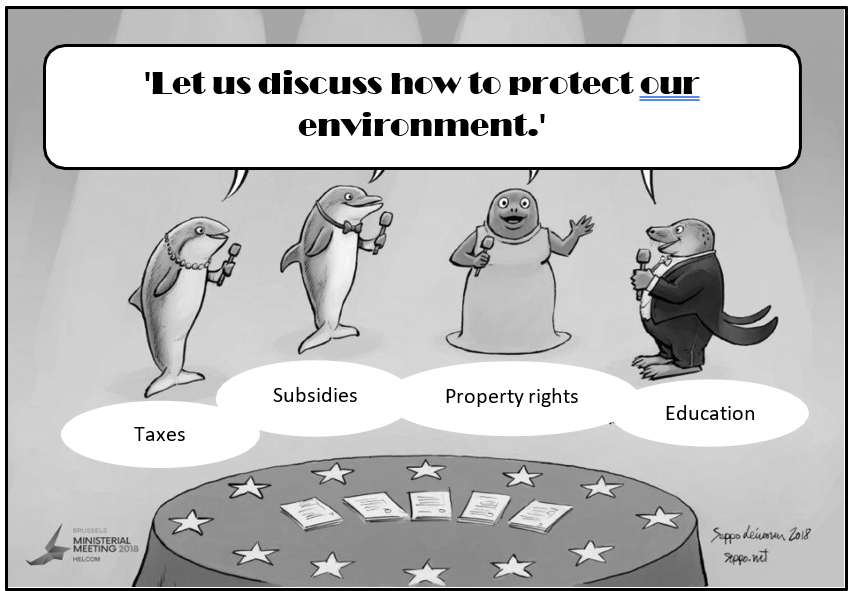 'Let us discuss how to protect our
environment.'
Taxes
Subsidies
Property rights
Education
BRUSSELS
MINISTERIAL
MEETING 2018
HELCOM
Seppo Leinonen 2018
seppo.net